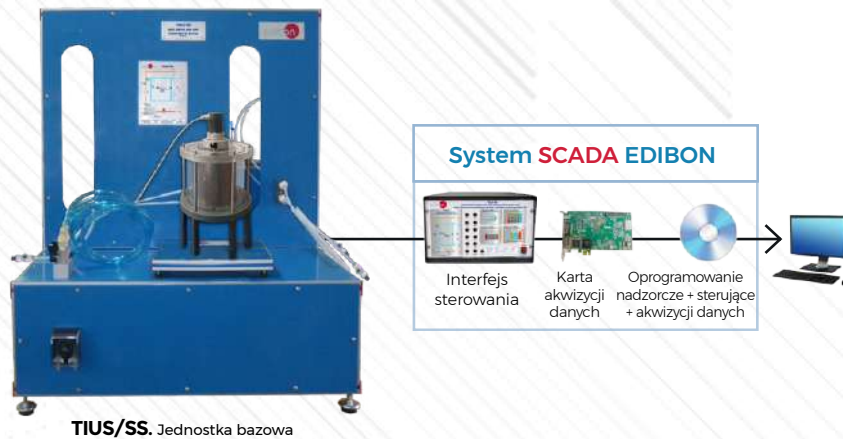 System SCADA EDIBON
Interfejs
sterowania
Karta
akwizycji
danych
Oprogramowanie
nadzorcze + sterujące
+ akwizycji danych
TIUS/SS. Jednostka bazowa